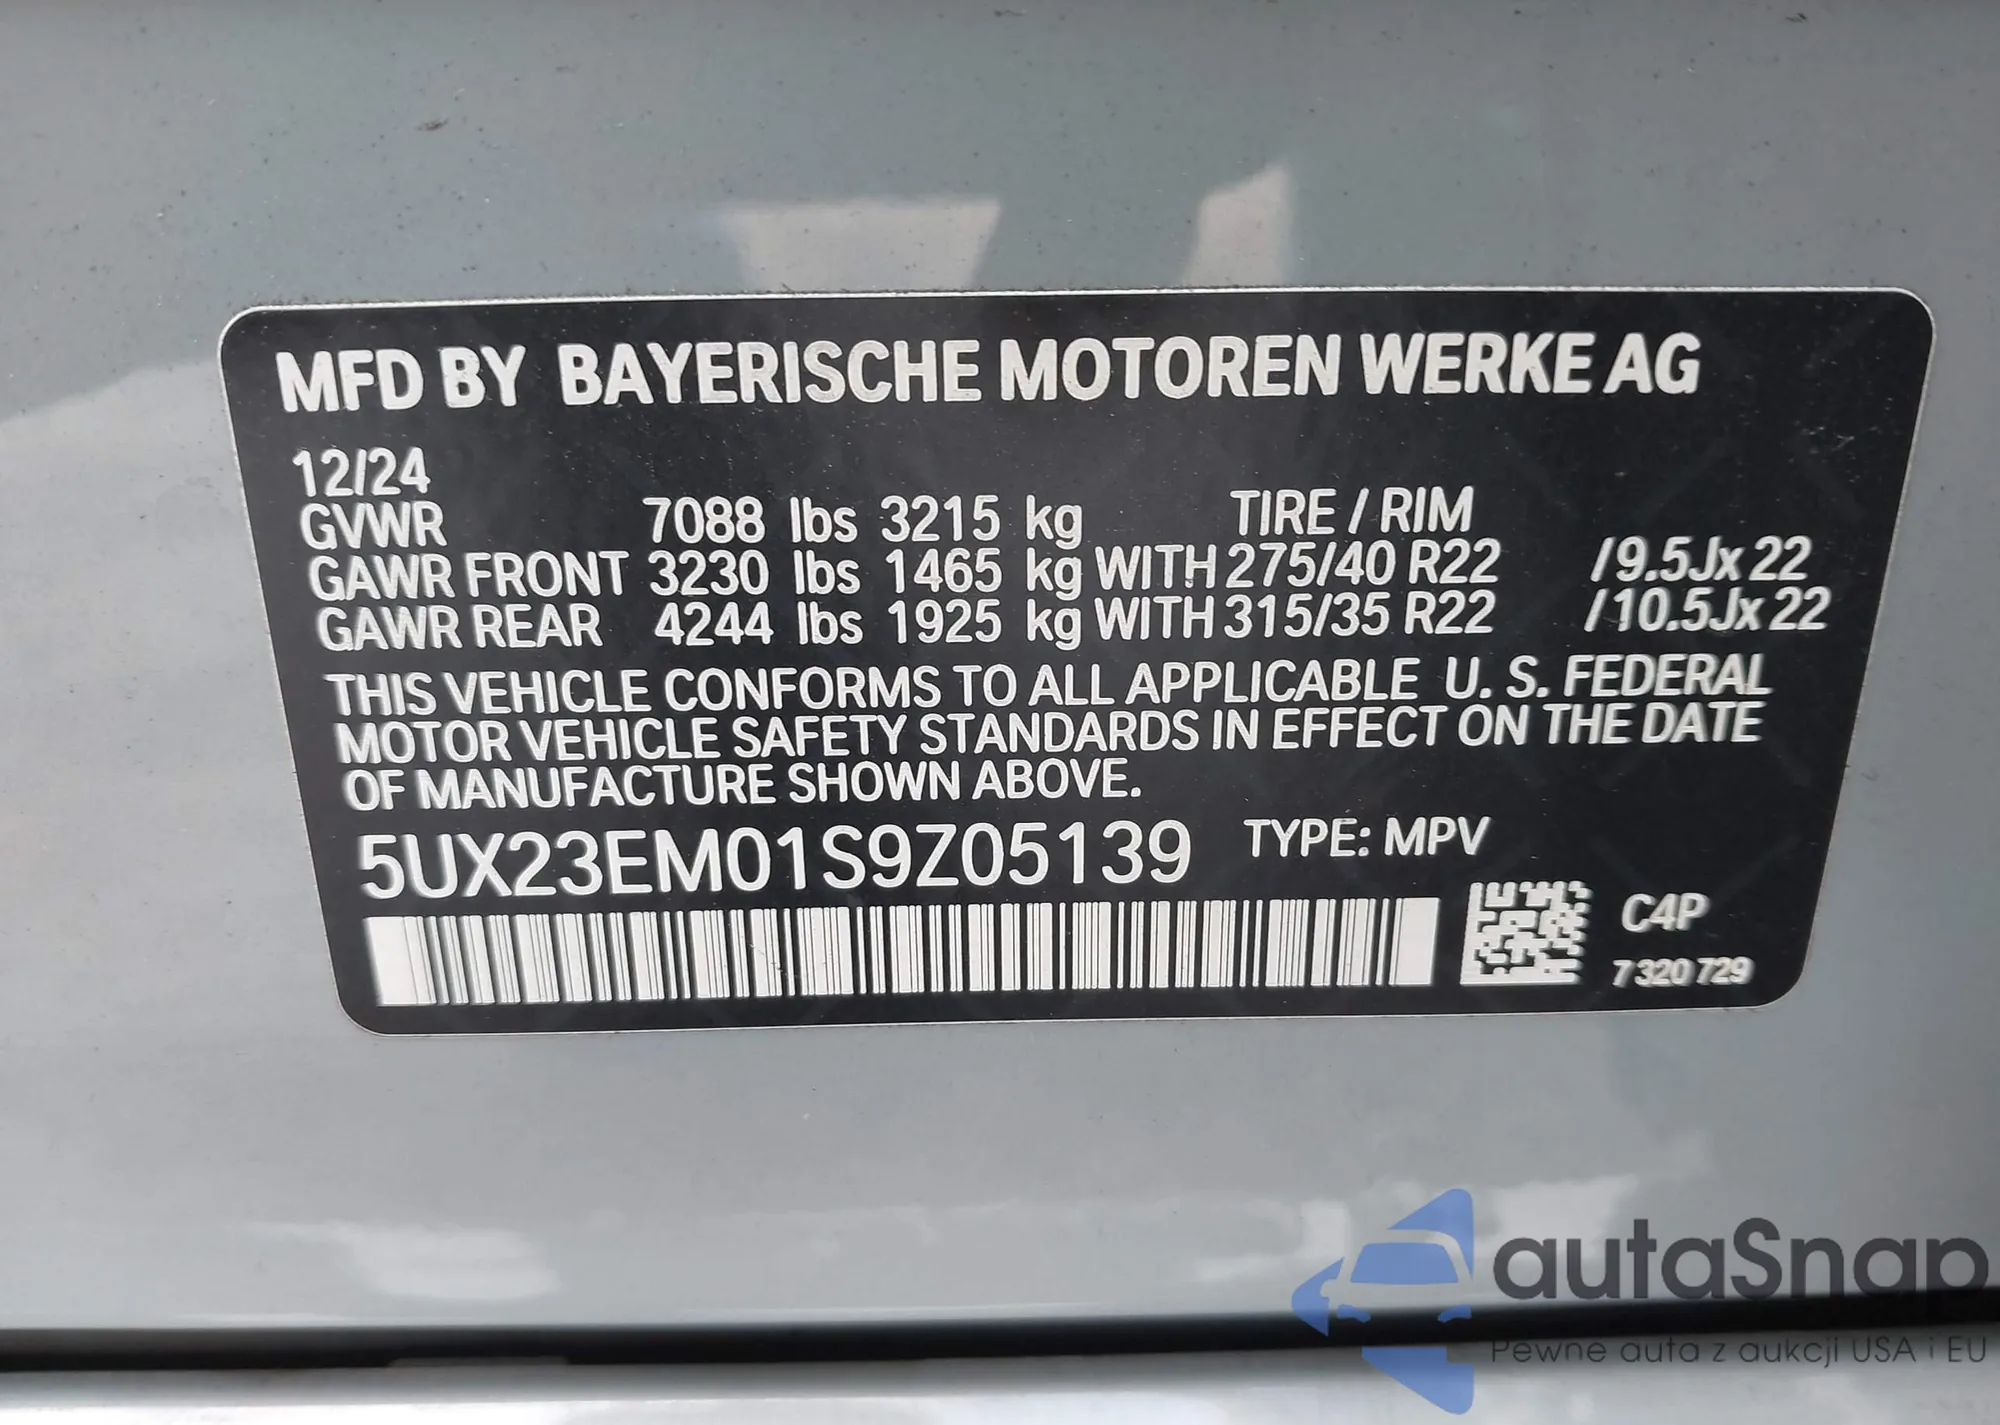 MFD BY BAYERISCHE MOTOREN WERKE AG
12/24
GVWR 7088 lbs 3215 kg TIRE / RIM
GAWR FRONT 3230 lbs 1465 kg WITH 275/40 R22 /9.5Jx22
GAWR REAR 4244 lbs 1925 kg WITH 315/35 R22 /10.5Jx22
THIS VEHICLE CONFORMS TO ALL APPLICABLE U. S. FEDERAL
MOTOR VEHICLE SAFETY STANDARDS IN EFFECT ON THE DATE
OF MANUFACTURE SHOWN ABOVE.
5UX23EM01S9Z05139 TYPE: MPV
C4P
7 320 729
autaSnap
Pewne auta z aukcji USA i EU